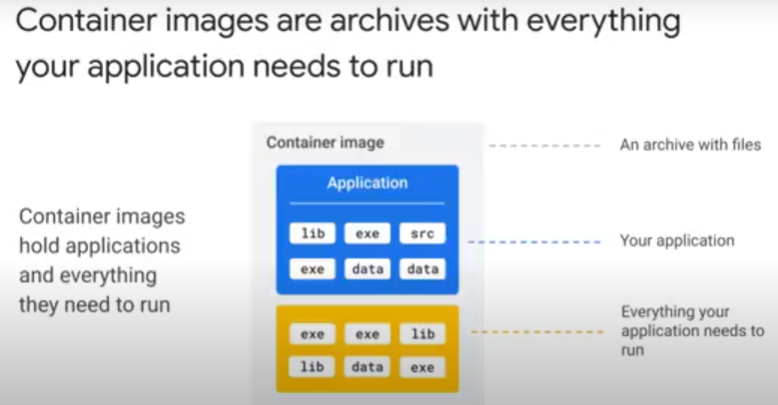 Container images are archives with everything
your application needs to run
Container image
An archive with files
Application
lib exe src
exe data data
Your application
Container images
hold applications
and everything
they need to run
exe exe lib
lib data exe
Everything your
application needs to
run